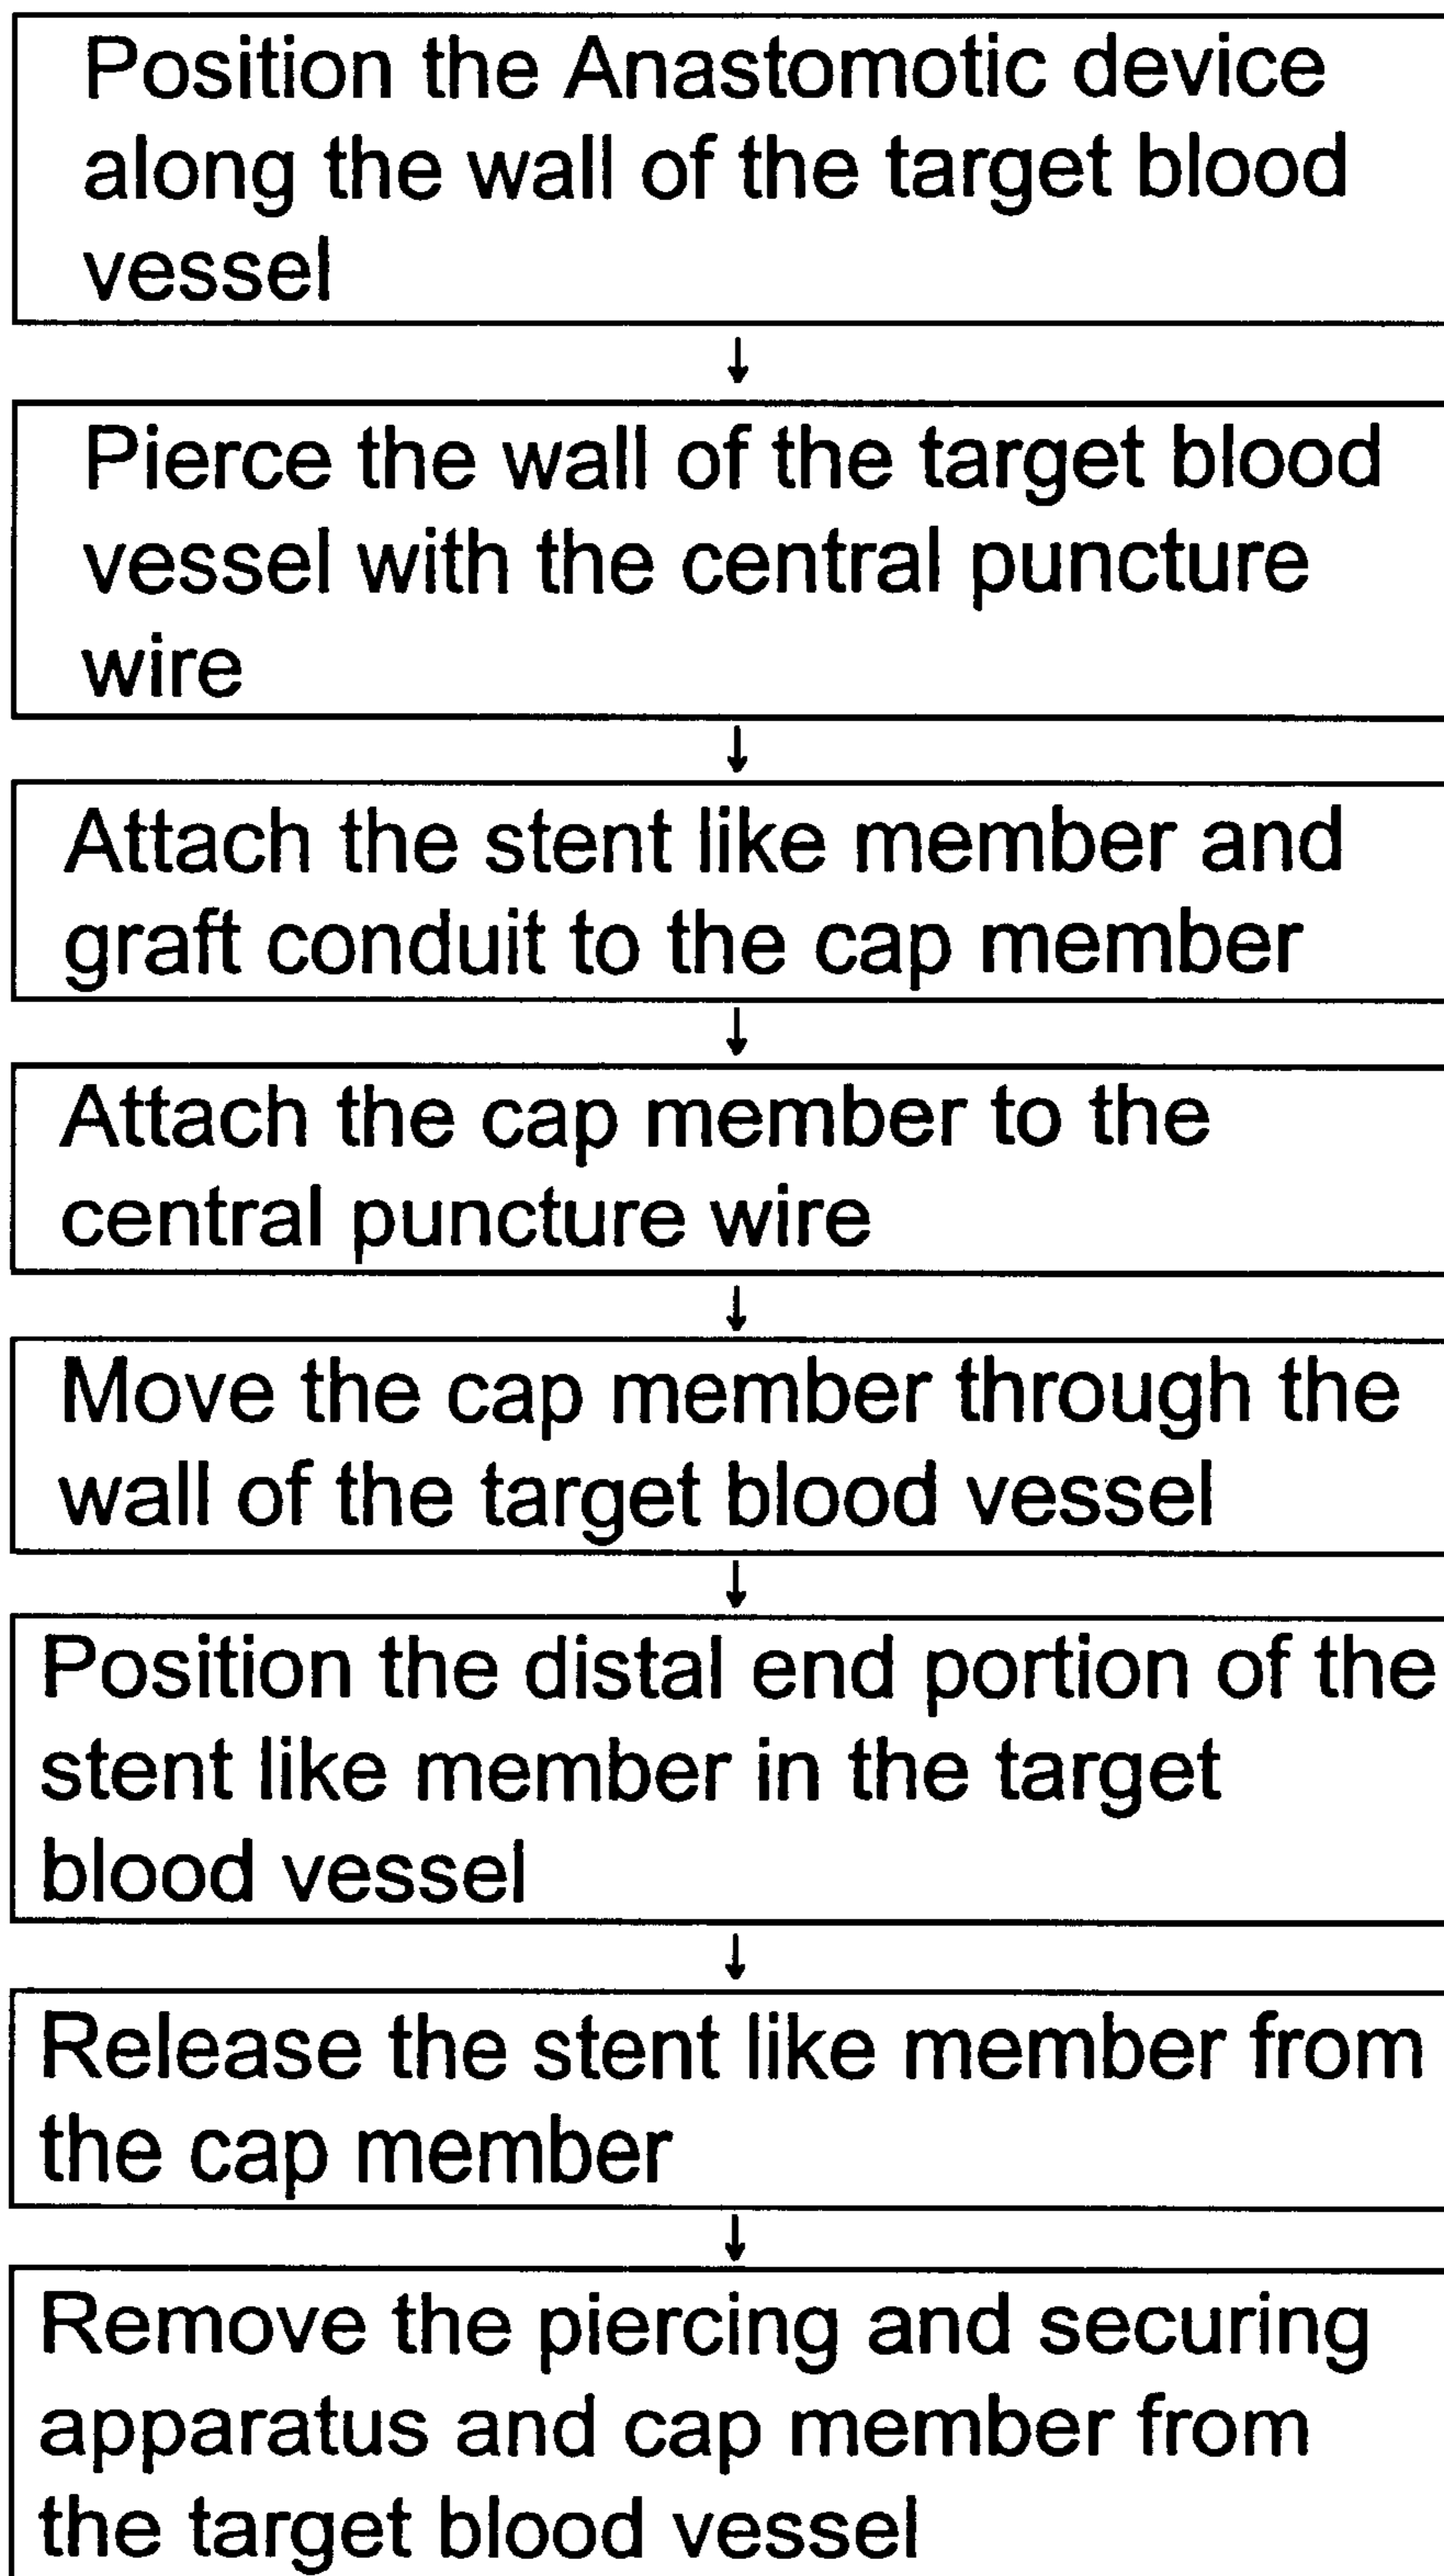 Position the Anastomotic device
along the wall of the target blood
vessel
Pierce the wall of the target blood
vessel with the central puncture
wire
Attach the stent like member and
graft conduit to the cap member
Attach the cap member to the
central puncture wire
Move the cap member through the
wall of the target blood vessel
Position the distal end portion of the
stent like member in the target
blood vessel
Release the stent like member from
the cap member
Remove the piercing and securing
apparatus and cap member from
the target blood vessel